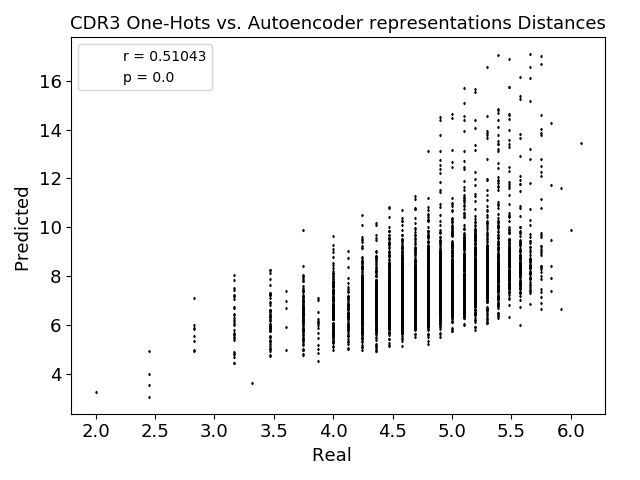 CDR3 One-Hots vs. Autoencoder representations Distances
r = 0.51043
p = 0.0
16
14
12
10
8
6
4
Predicted
2.0 2.5 3.0 3.5 4.0 4.5 5.0 5.5 6.0
Real